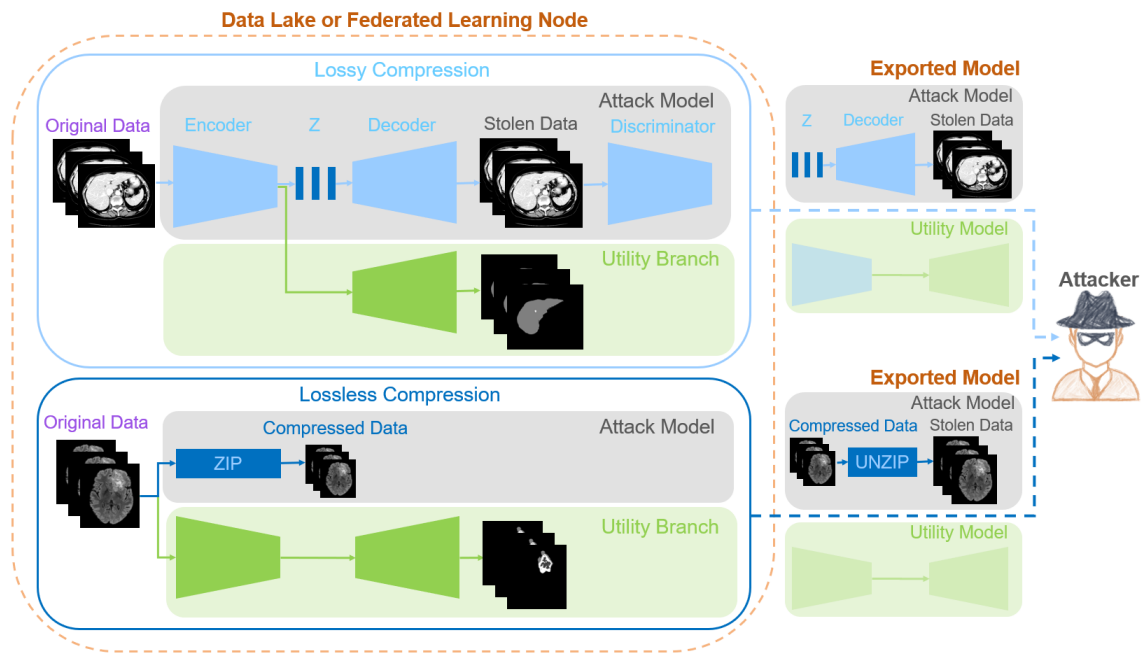 Data Lake or Federated Learning Node
Lossy Compression
Attack Model
Original Data
Encoder
Z
Decoder
Stolen Data
Discriminator
Utility Branch
Exported Model
Attack Model
Z
Decoder
Stolen Data
Utility Model
Attacker
Lossless Compression
Original Data
Compressed Data
Attack Model
ZIP
Utility Branch
Exported Model
Attack Model
Compressed Data
Stolen Data
UNZIP
Utility Model